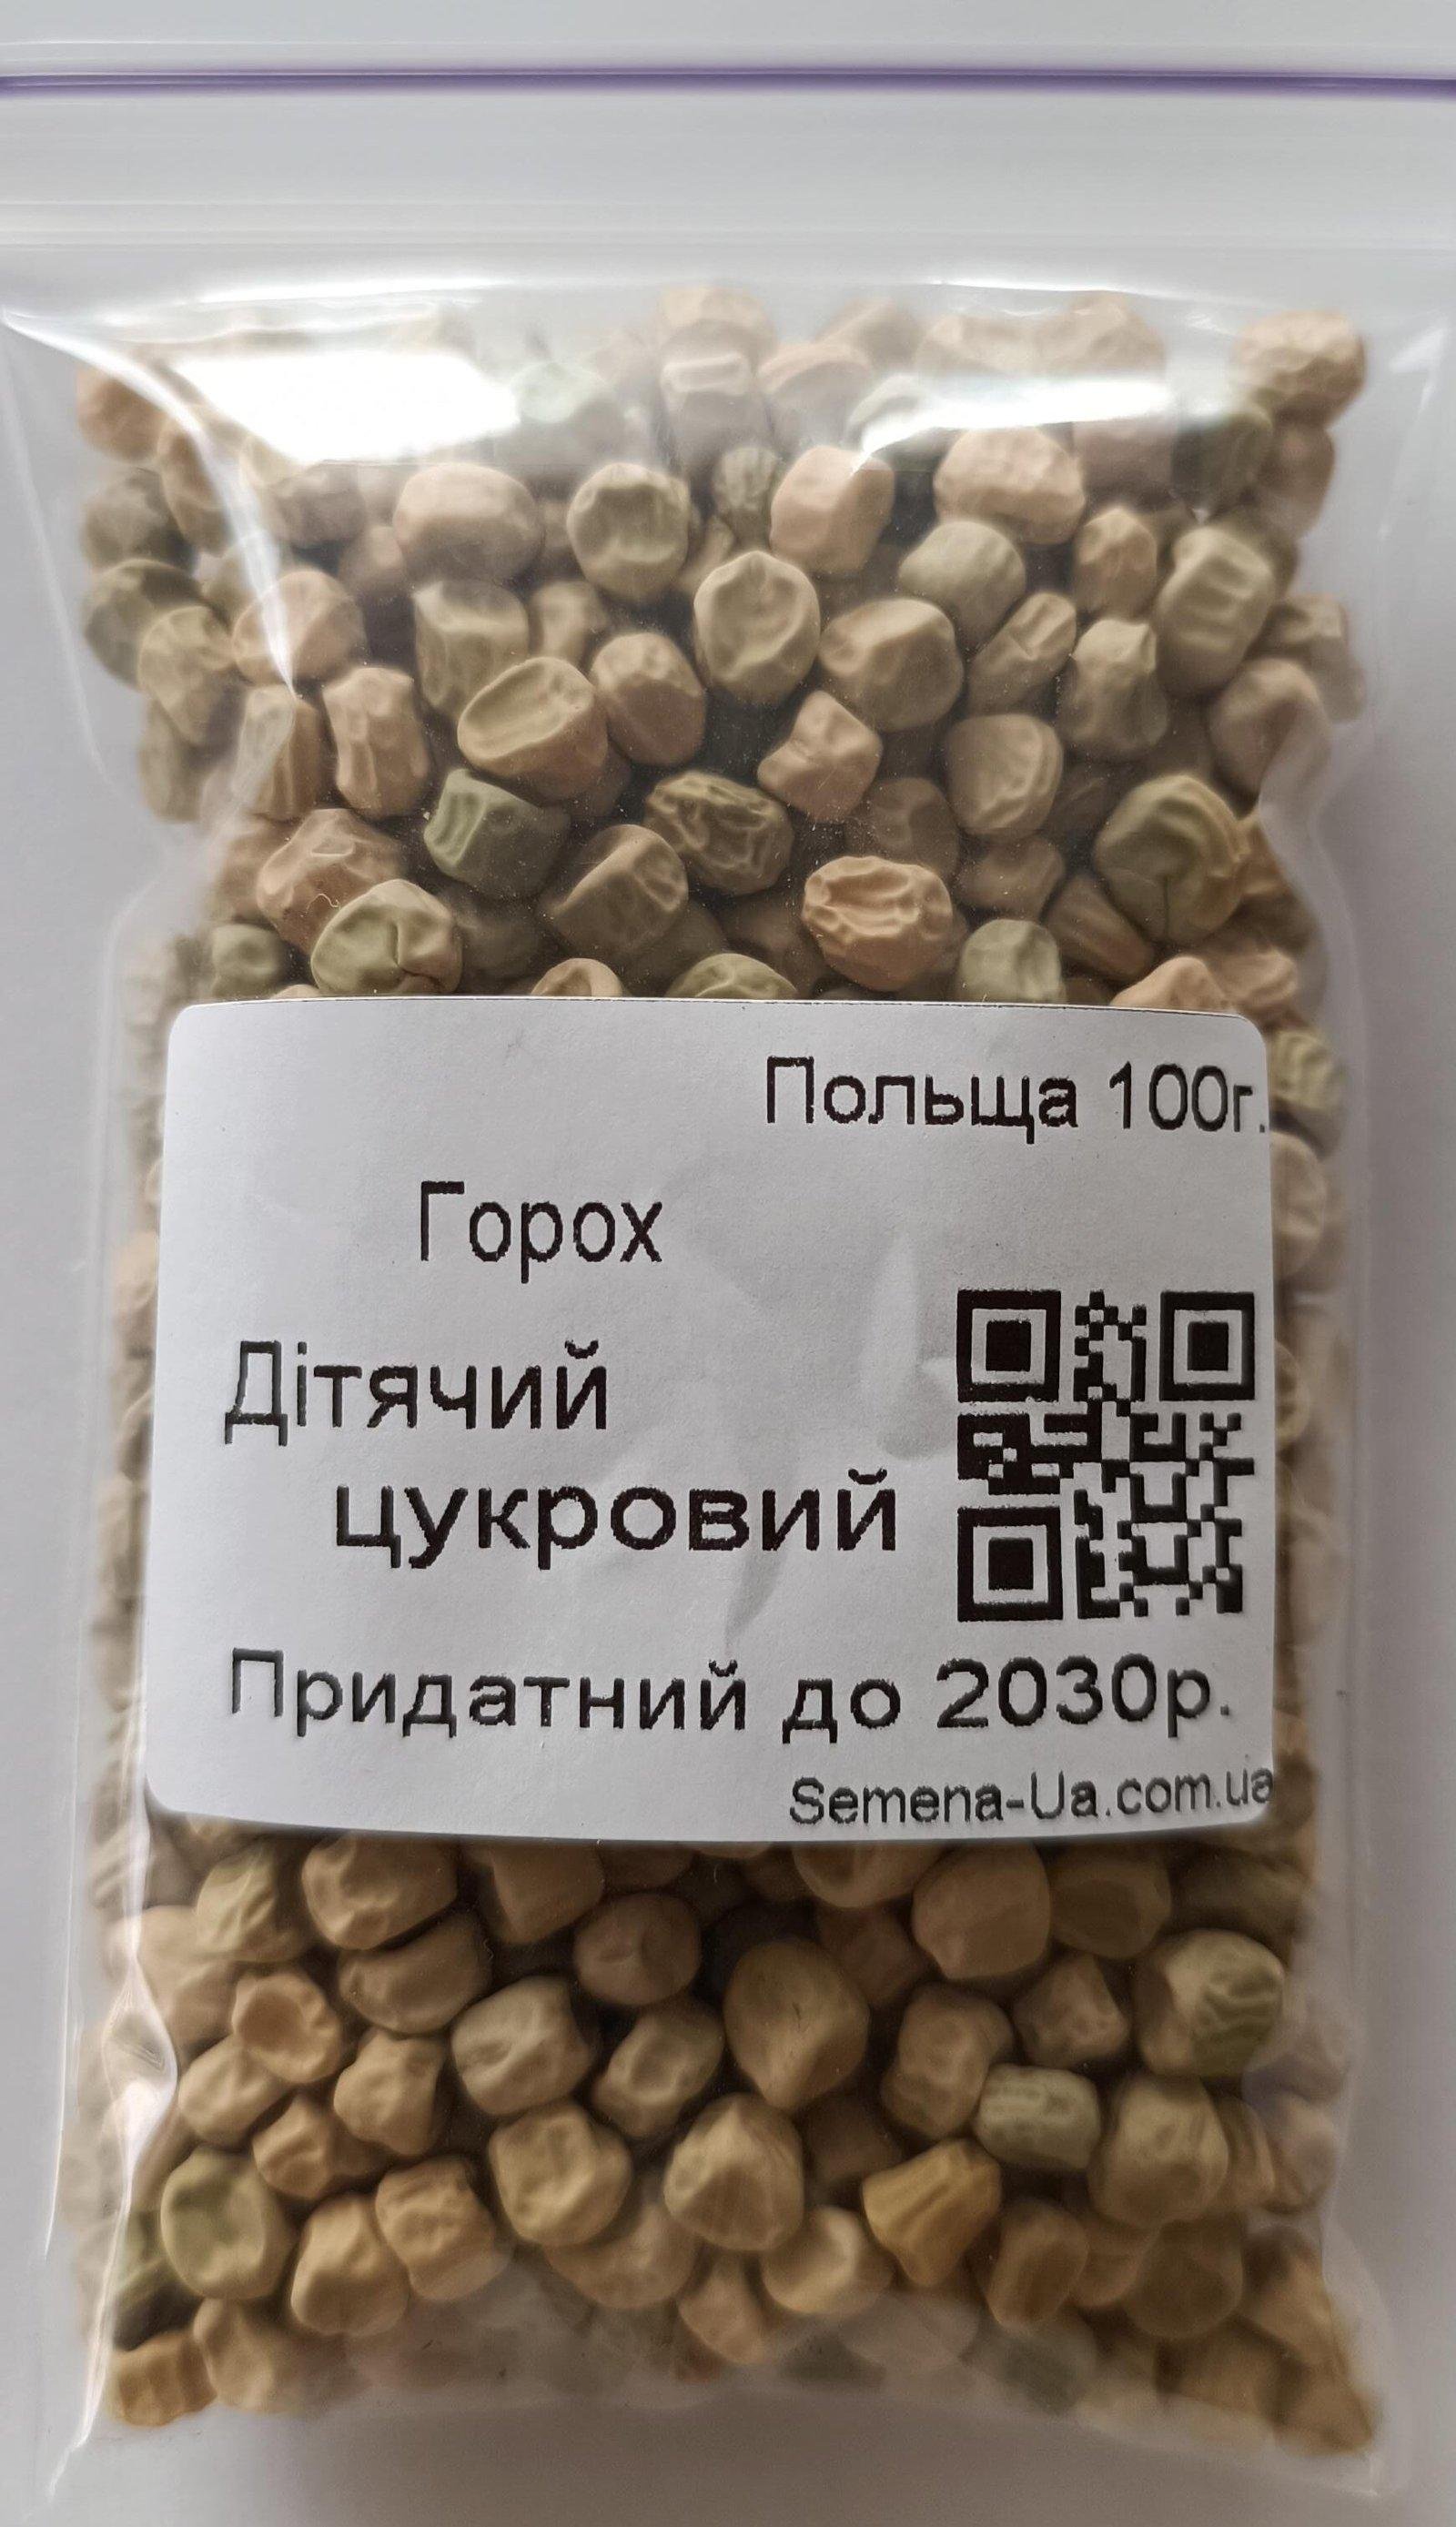 Польща 100г.
Горох
Дітячий
цукровий
Придатний до 2030р.
Semena-Ua.com.ua